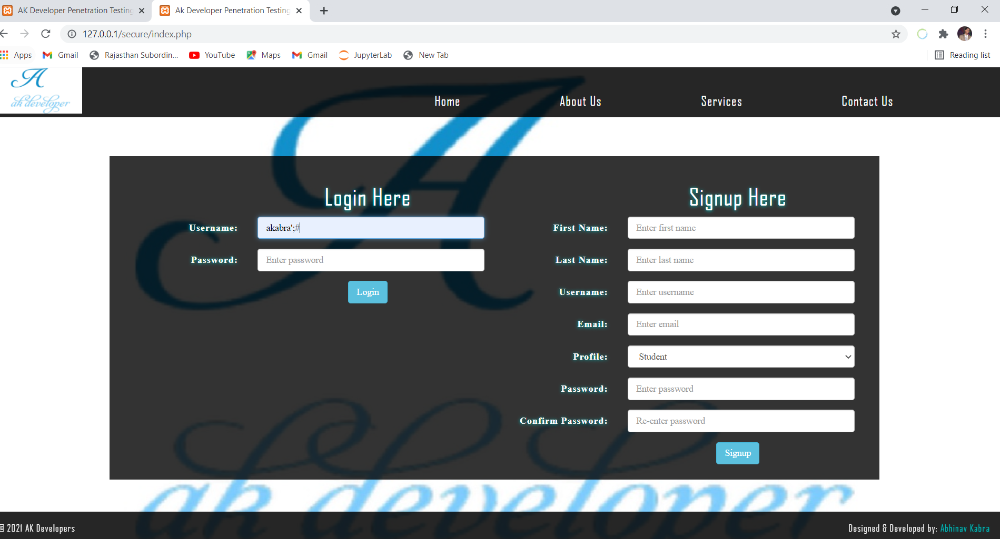 AK Developer Penetration Testing
Ak Developer Penetration Testing
127.0.0.1/secure/index.php
Apps
Gmail
Rajasthan Subordin...
YouTube
Maps
Gmail
JupyterLab
New Tab
Reading list
A
ak developer
Home
About Us
Services
Contact Us
Login Here
Username:
akabra';#
Password:
Enter password
Login
Signup Here
First Name:
Enter first name
Last Name:
Enter last name
Username:
Enter username
Email:
Enter email
Profile:
Student
Password:
Enter password
Confirm Password:
Re-enter password
Signup
A
ak developer
© 2021 AK Developers
Designed & Developed by: Abhinav Kabra